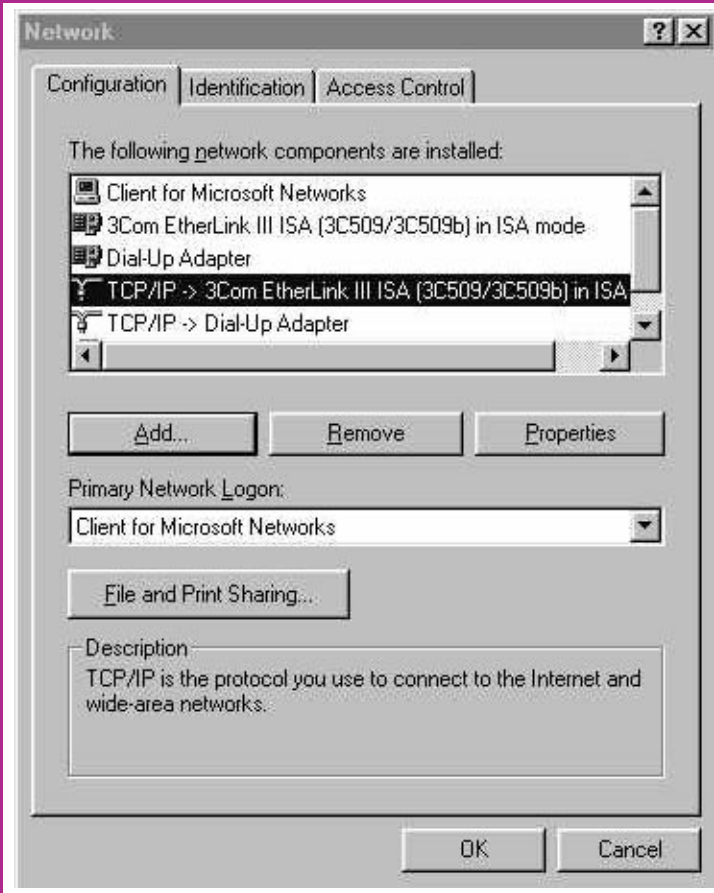 Network
Configuration Identification Access Control
The following network components are installed:
Client for Microsoft Networks
3Com EtherLink III ISA (3C509/3C509b) in ISA mode
Dial-Up Adapter
TCP/IP -> 3Com EtherLink III ISA (3C509/3C509b) in ISA
TCP/IP -> Dial-Up Adapter
Add... Remove Properties
Primary Network Logon:
Client for Microsoft Networks
File and Print Sharing...
Description
TCP/IP is the protocol you use to connect to the Internet and
wide-area networks.
OK Cancel